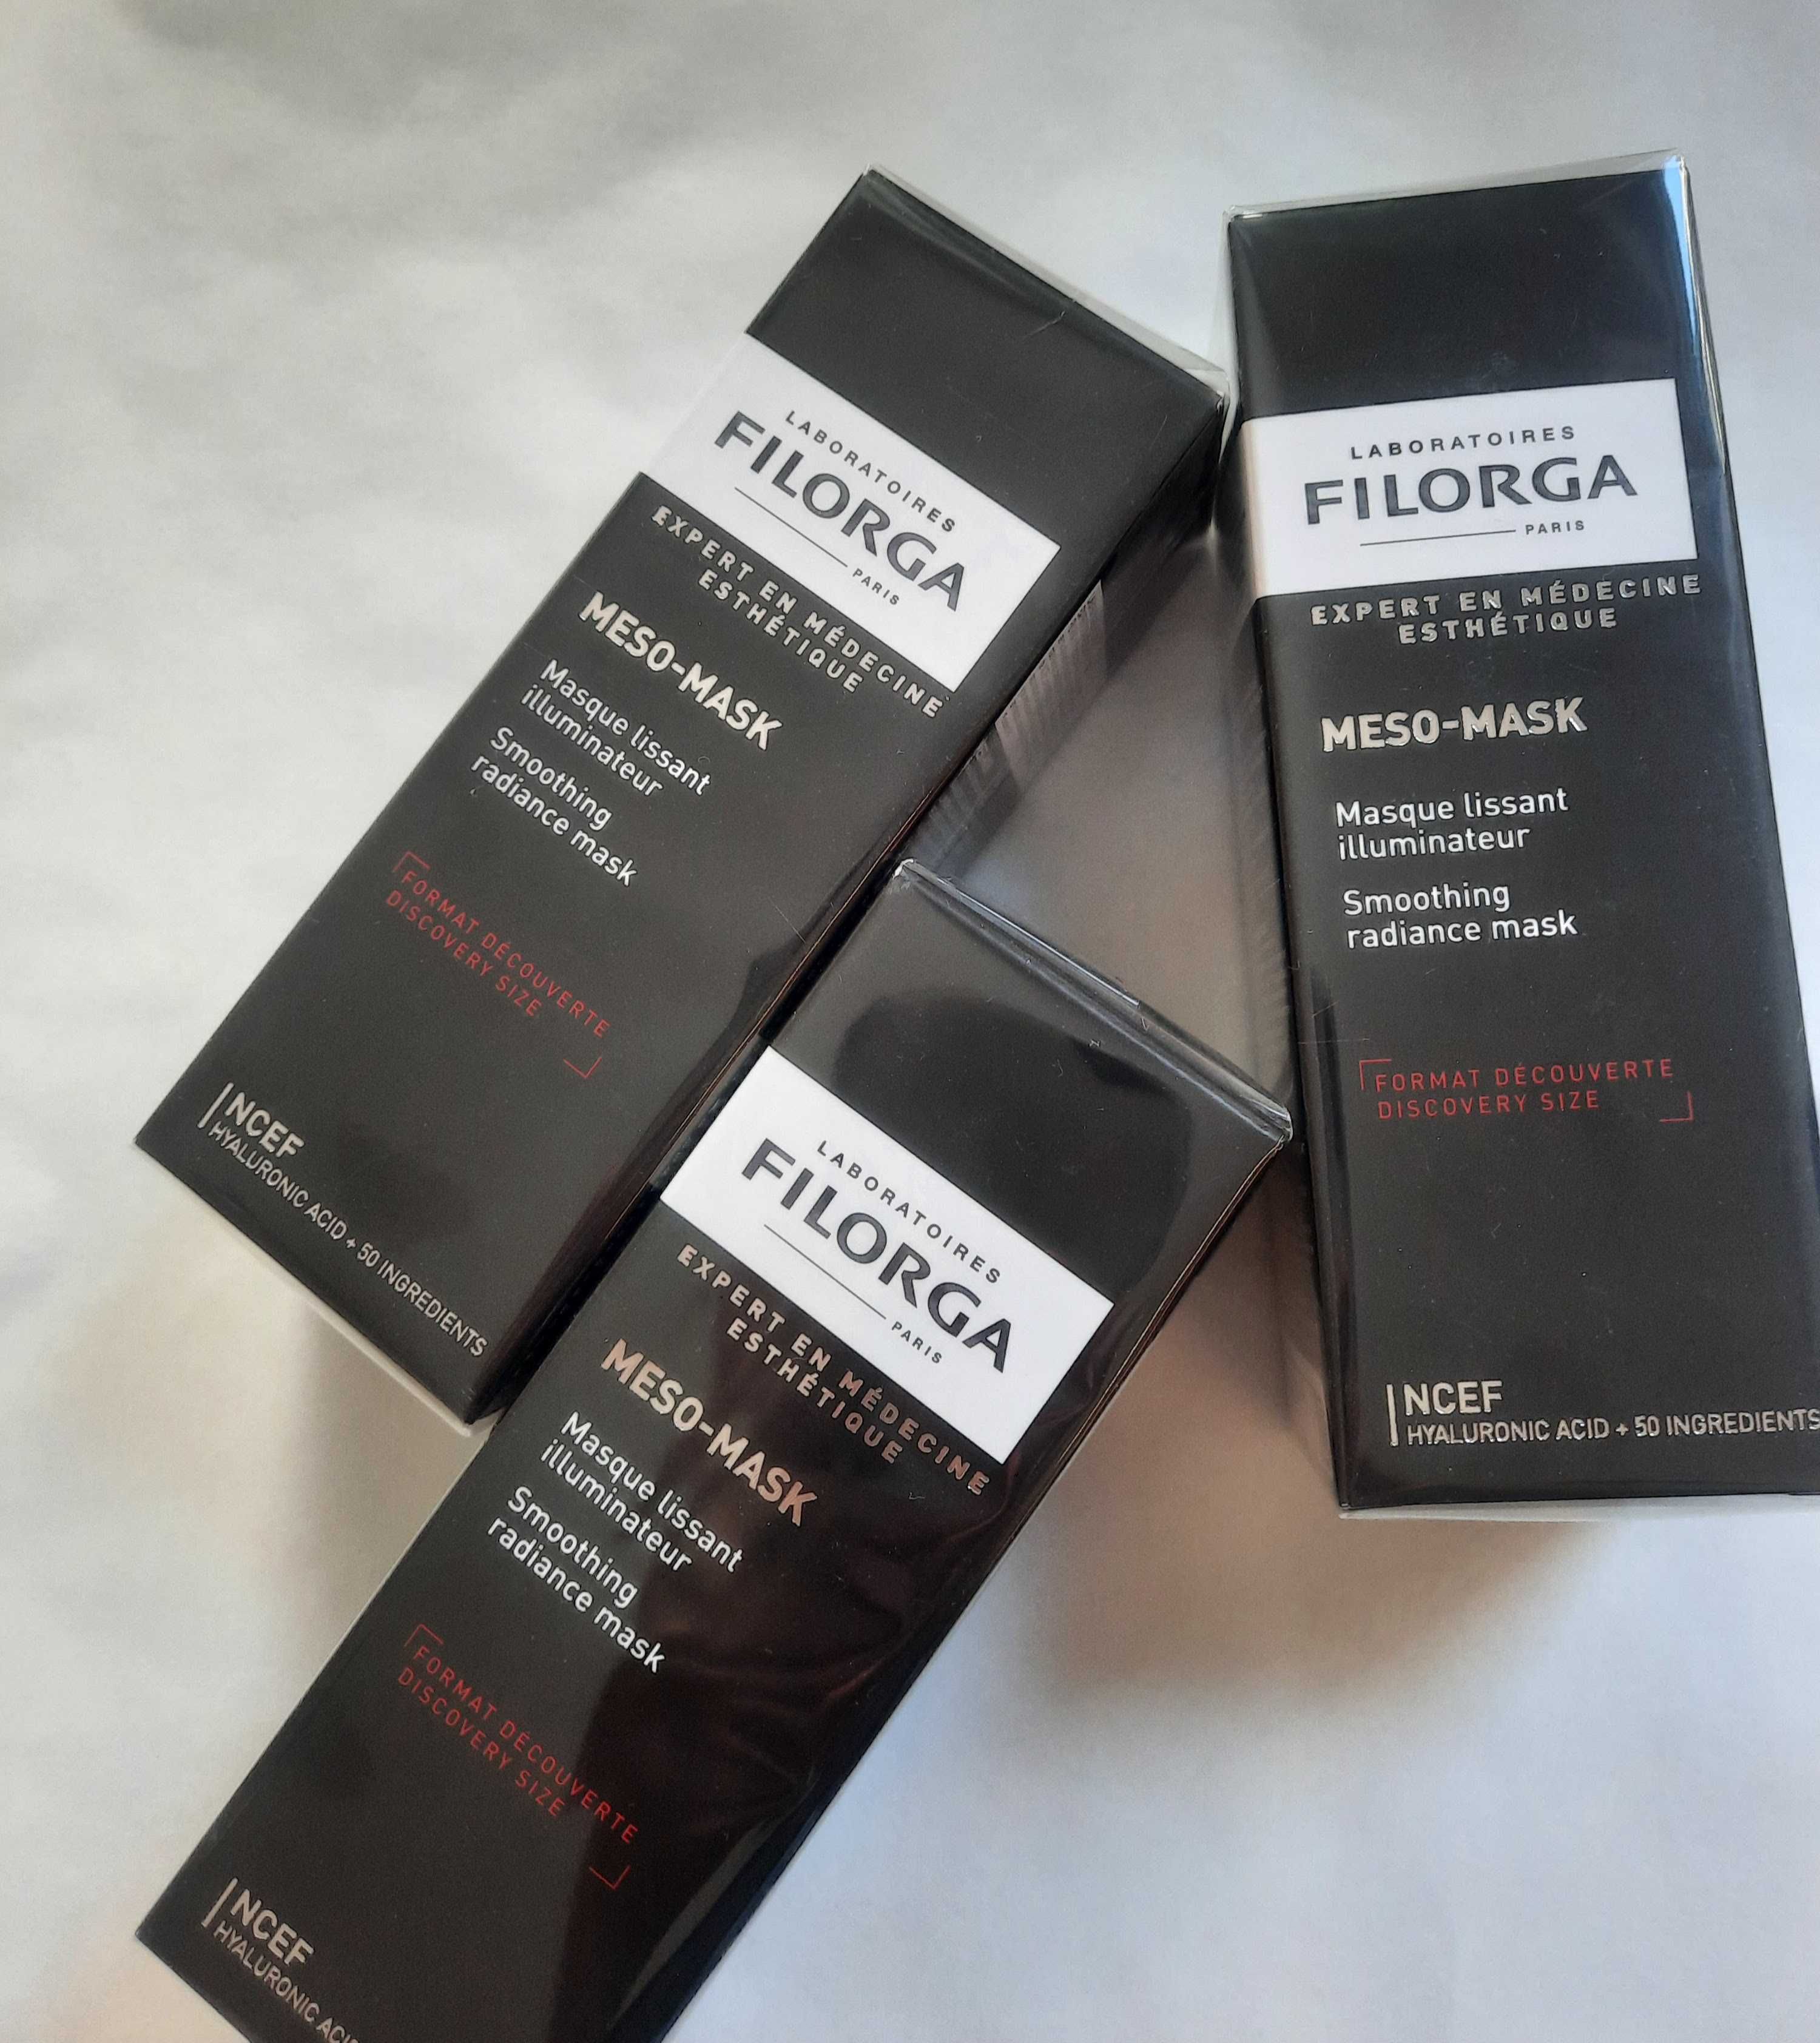 LABORATOIRES
FILORGA
PARIS
EXPERT EN MÉDECINE
ESTHÉTIQUE
MESO-MASK
Masque lissant
illuminateur
Smoothing
radiance mask
FORMAT DÉCOUVERTE
DISCOVERY SIZE
NCEF
HYALURONIC ACID + 50 INGREDIENTS
LABORATOIRES
FILORGA
PARIS
EXPERT EN MÉDECINE
ESTHÉTIQUE
MESO-MASK
Masque lissant
illuminateur
Smoothing
radiance mask
FORMAT DÉCOUVERTE
DISCOVERY SIZE
NCEF
HYALURONIC ACID + 50 INGREDIENTS
LABORATOIRES
FILORGA
PARIS
EXPERT EN MÉDECINE
ESTHÉTIQUE
MESO-MASK
Masque lissant
illuminateur
Smoothing
radiance mask
FORMAT DÉCOUVERTE
DISCOVERY SIZE
NCEF
HYALURONIC